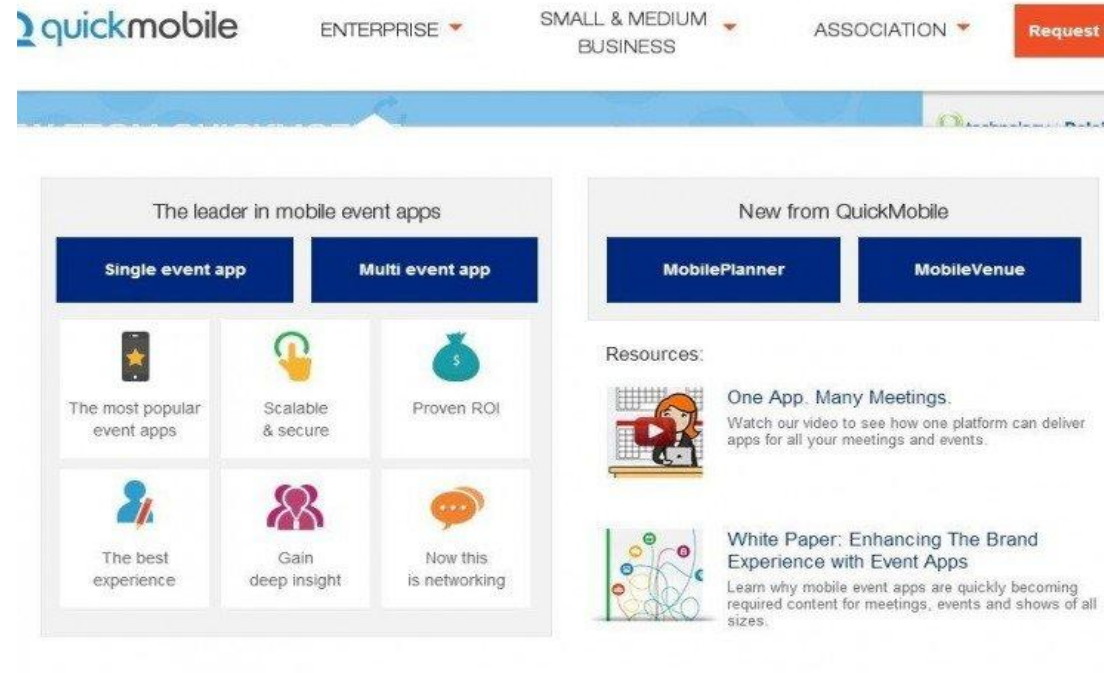 quickmobile
ENTERPRISE
SMALL & MEDIUM
BUSINESS
ASSOCIATION
Request
The leader in mobile event apps
Single event app
Multi event app
The most popular
event apps
Scalable
& secure
$
Proven ROI
The best
experience
Gain
deep insight
Now this
is networking
New from QuickMobile
MobilePlanner
MobileVenue
Resources:
One App. Many Meetings.
Watch our video to see how one platform can deliver
apps for all your meetings and events.
White Paper: Enhancing The Brand
Experience with Event Apps
Learn why mobile event apps are quickly becoming
required content for meetings, events and shows of all
sizes.